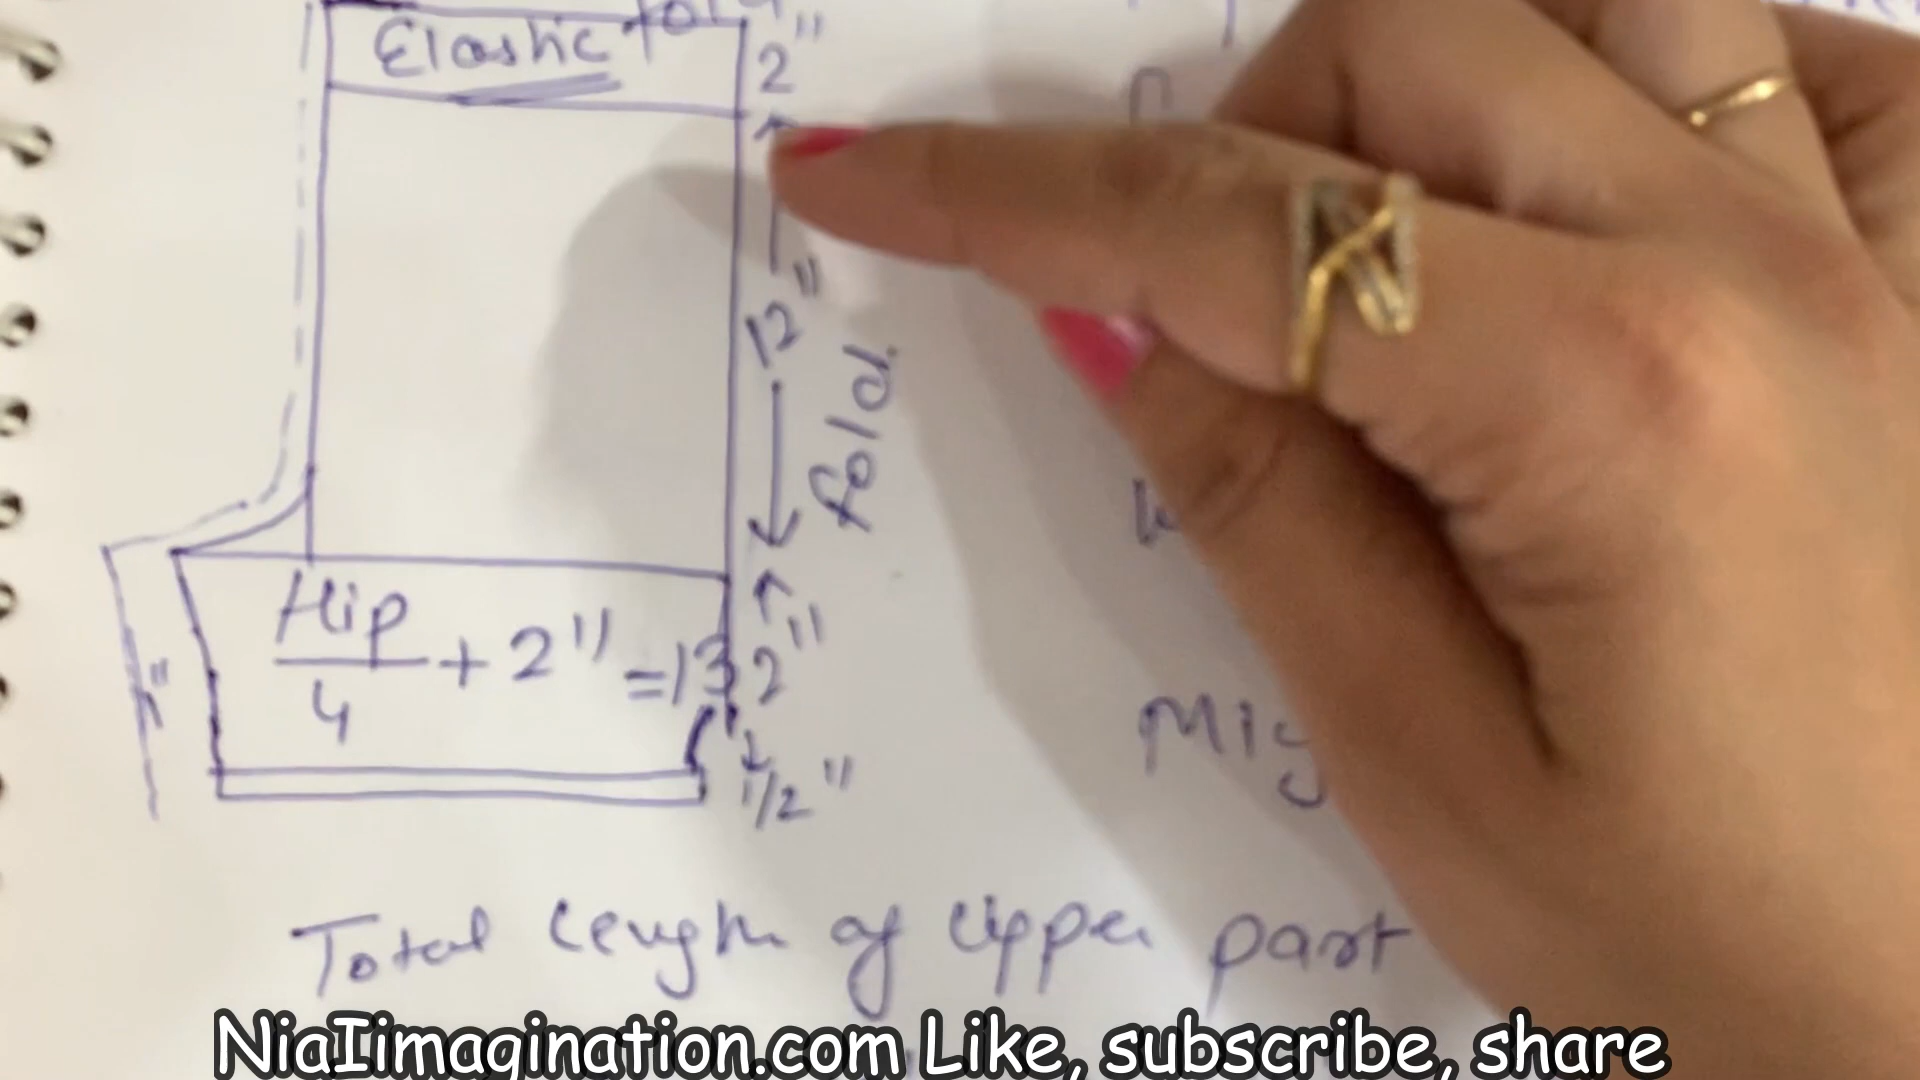 Elastic fold
2"
12"
fold
Hip
4
+ 2" = 13
2"
1"
1/2"
Total length of upper part
NiaIimagination.com Like, subscribe, share